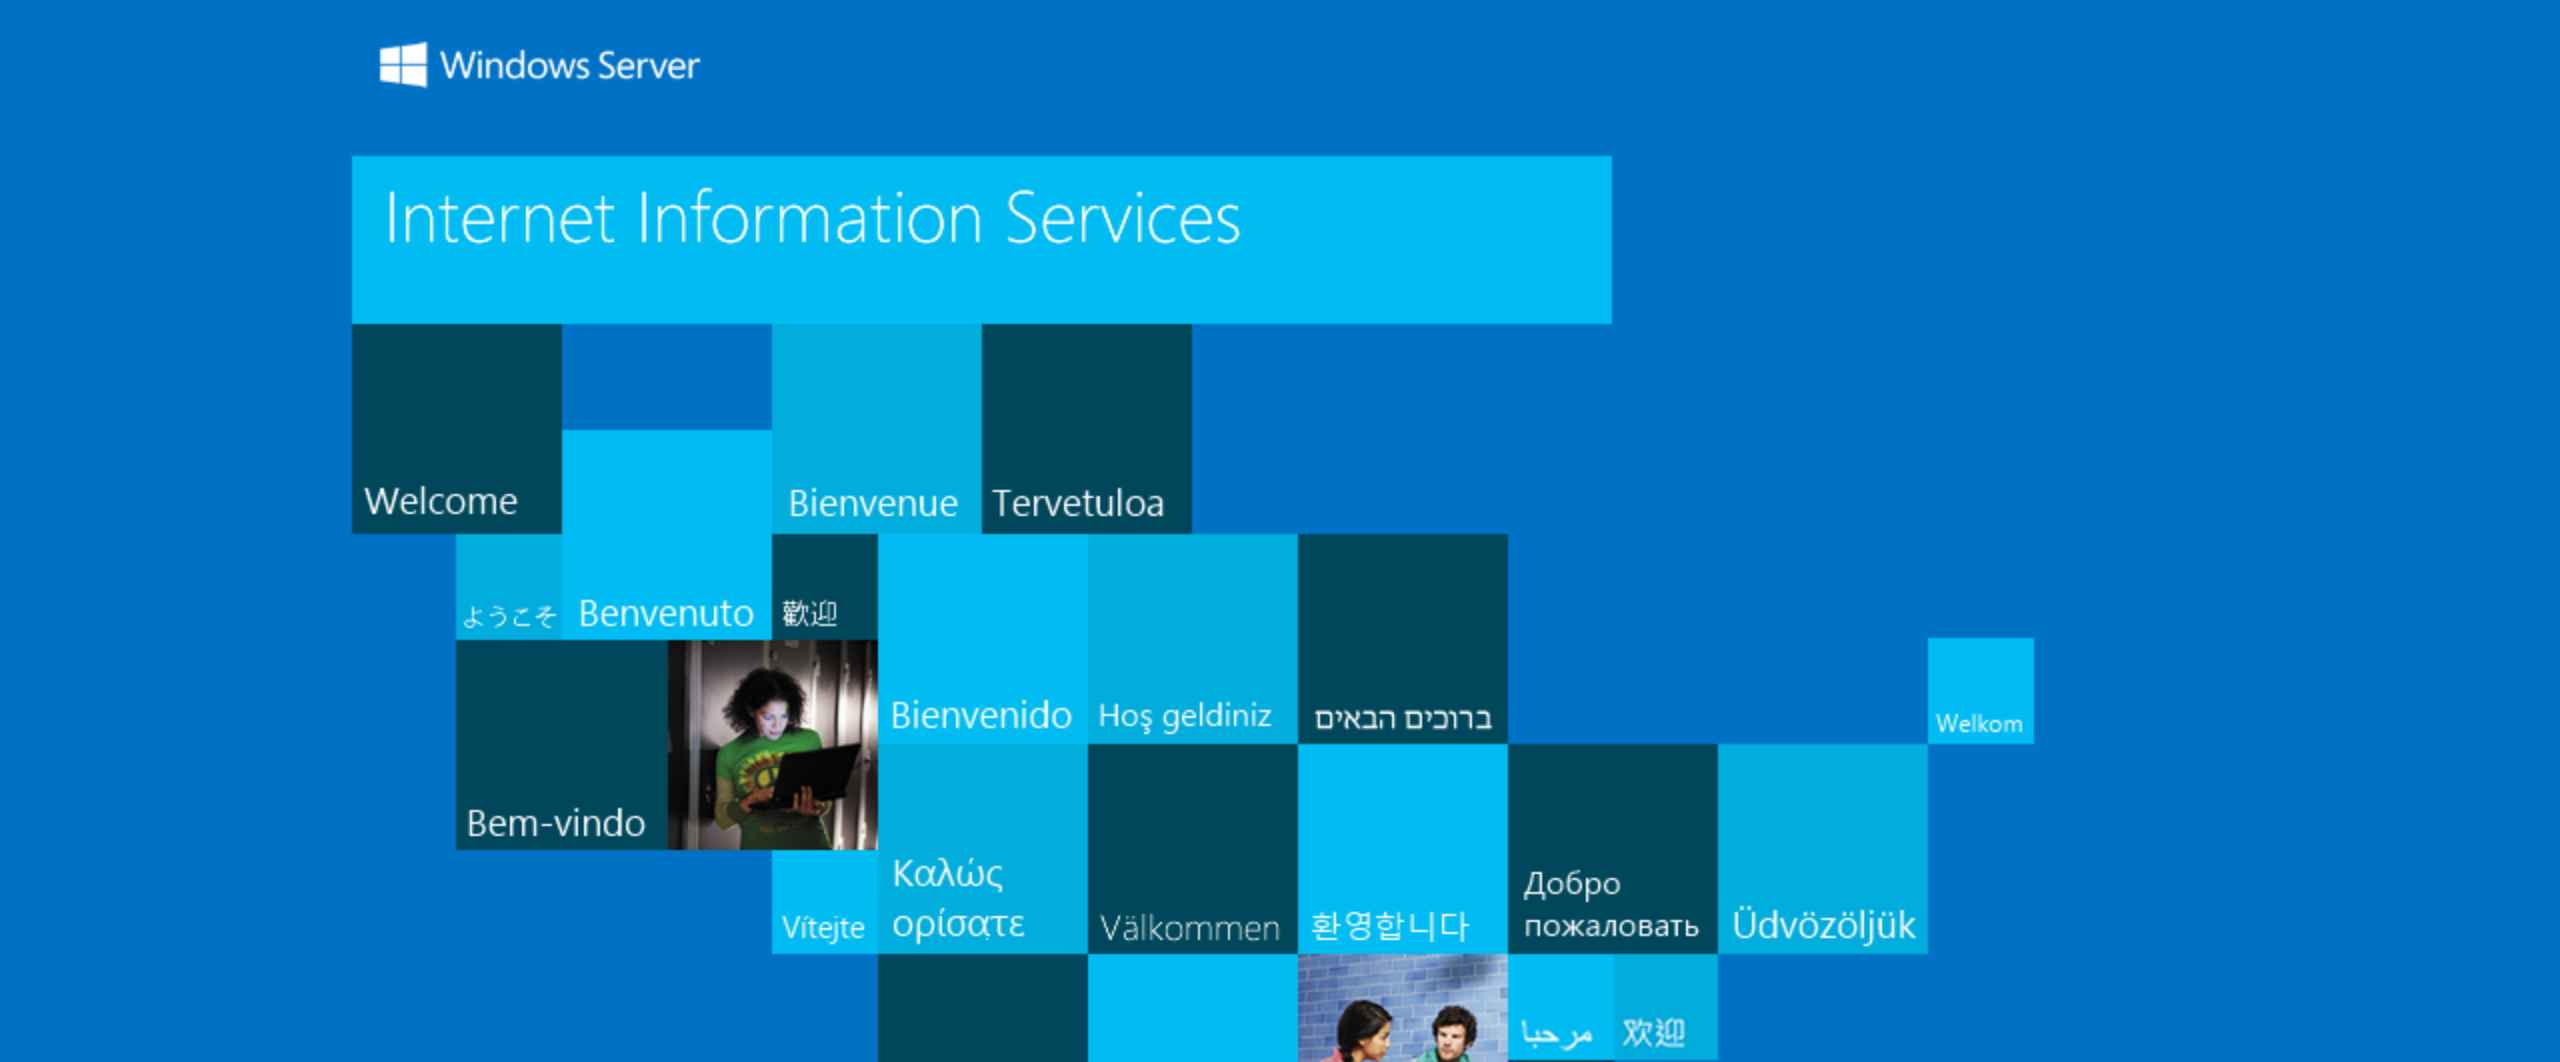 Windows Server
Internet Information Services
Welcome
Bienvenue
Tervetuloa
ようこそ
Benvenuto
歡迎
Bienvenido
Hoş geldiniz
ברוכים הבאים
Welkom
Bem-vindo
Vítejte
Καλώς
ορίσατε
Välkommen
환영합니다
Добро
пожаловать
Üdvözöljük
مرحبا
欢迎